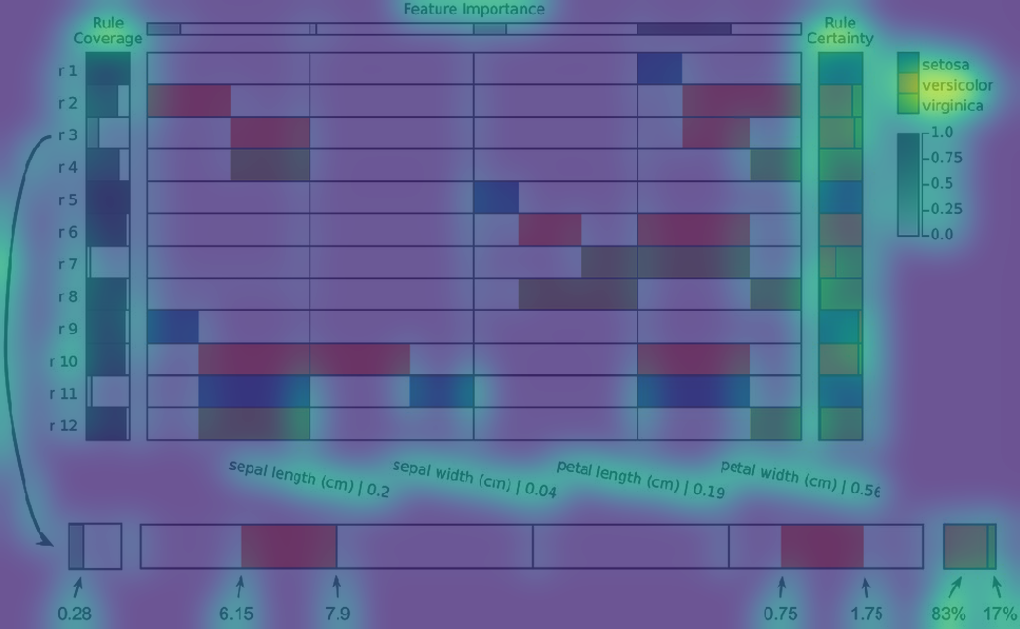 Feature Importance
Rule Coverage
Rule Certainty
r 1
r 2
r 3
r 4
r 5
r 6
r 7
r 8
r 9
r 10
r 11
r 12
setosa
versicolor
virginica
1.0
0.75
0.5
0.25
0.0
sepal length (cm) | 0.2
sepal width (cm) | 0.04
petal length (cm) | 0.19
petal width (cm) | 0.56
0.28
6.15
7.9
0.75
1.75
83%
17%